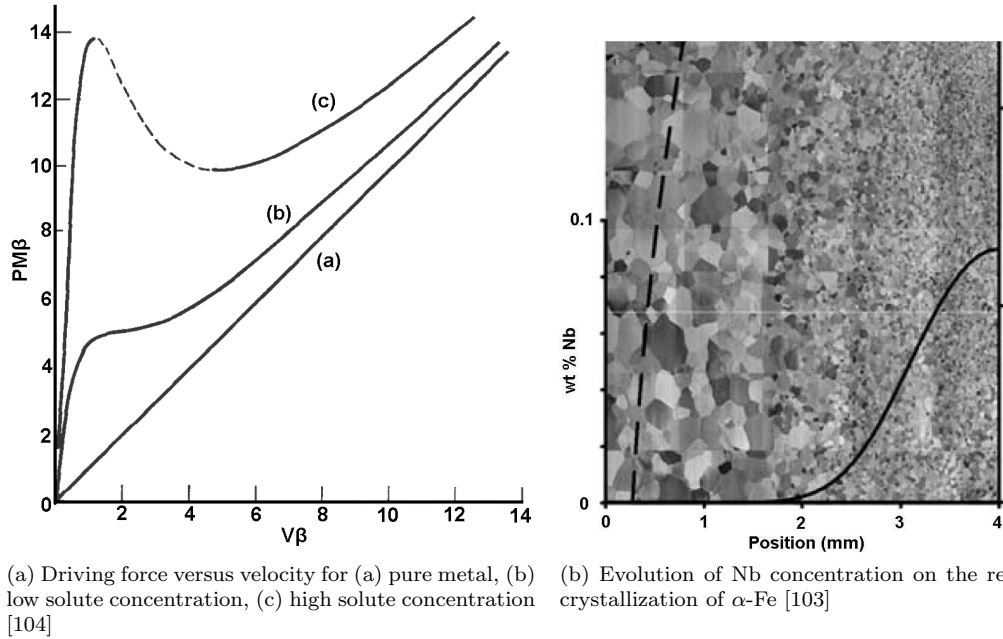 14
12
10
8
6
4
2
0
2
4
6
8
10
12
14
PMβ
Vβ
(c)
(b)
(a)
0.1
0
wt % Nb
0
1
2
3
4
Position (mm)
(a) Driving force versus velocity for (a) pure metal, (b)
low solute concentration, (c) high solute concentration
[104]
(b) Evolution of Nb concentration on the re
crystallization of α-Fe [103]